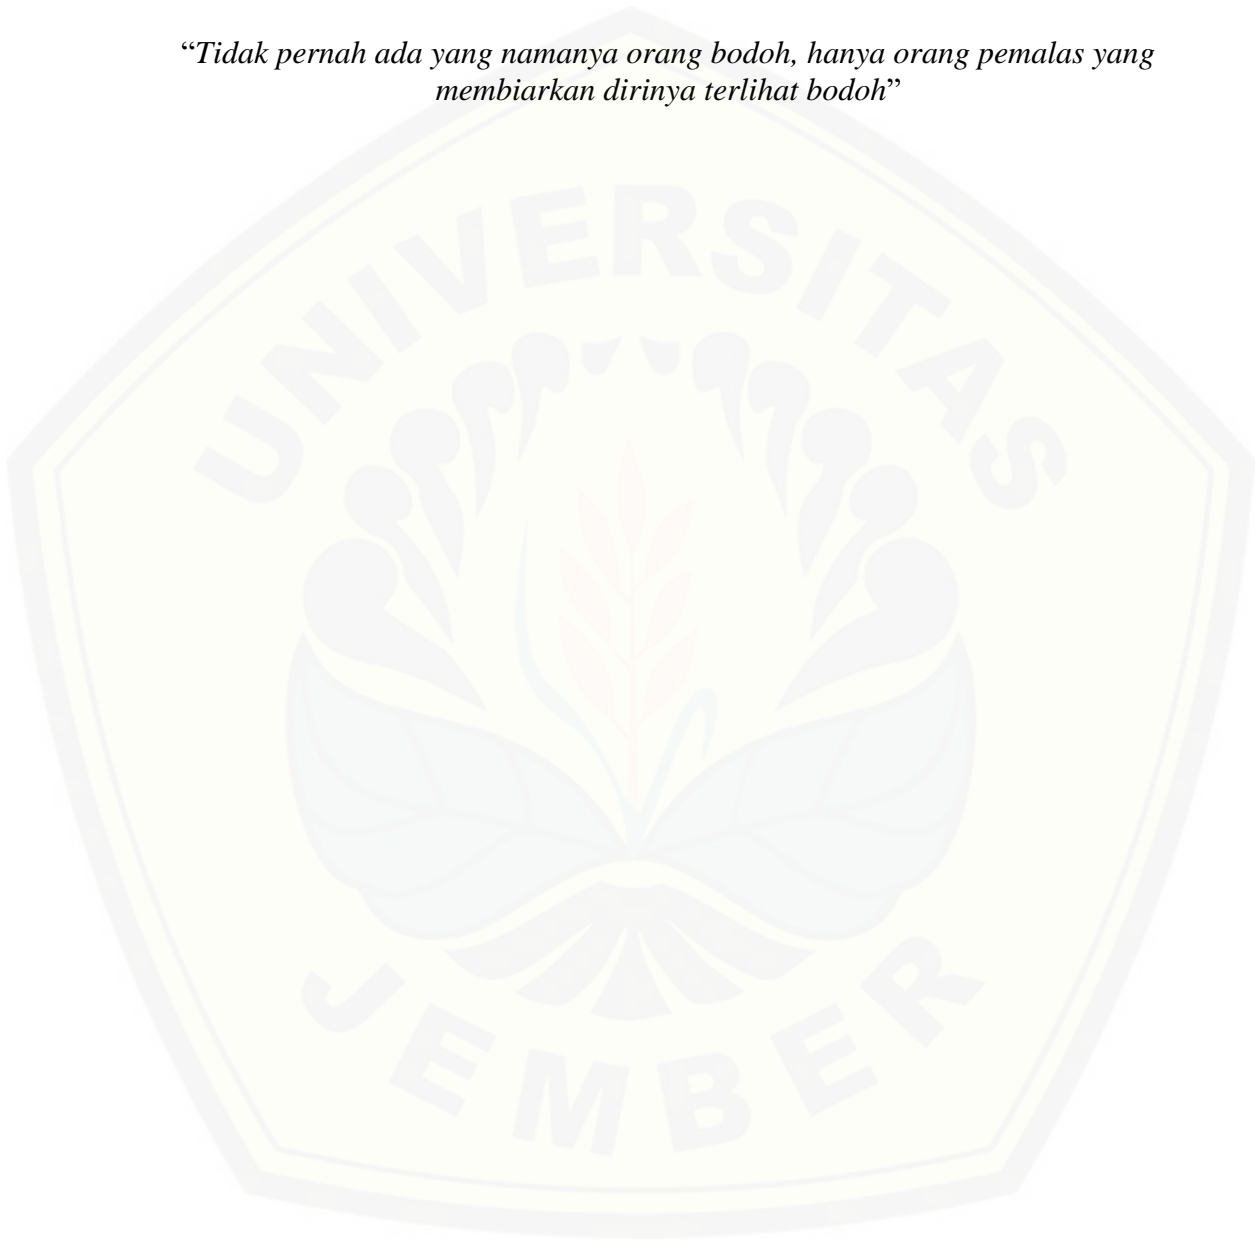 “Tidak pernah ada yang namanya orang bodoh, hanya orang pemalas yang
membiarkan dirinya terlihat bodoh”
UNIVERSITAS
JEMBER